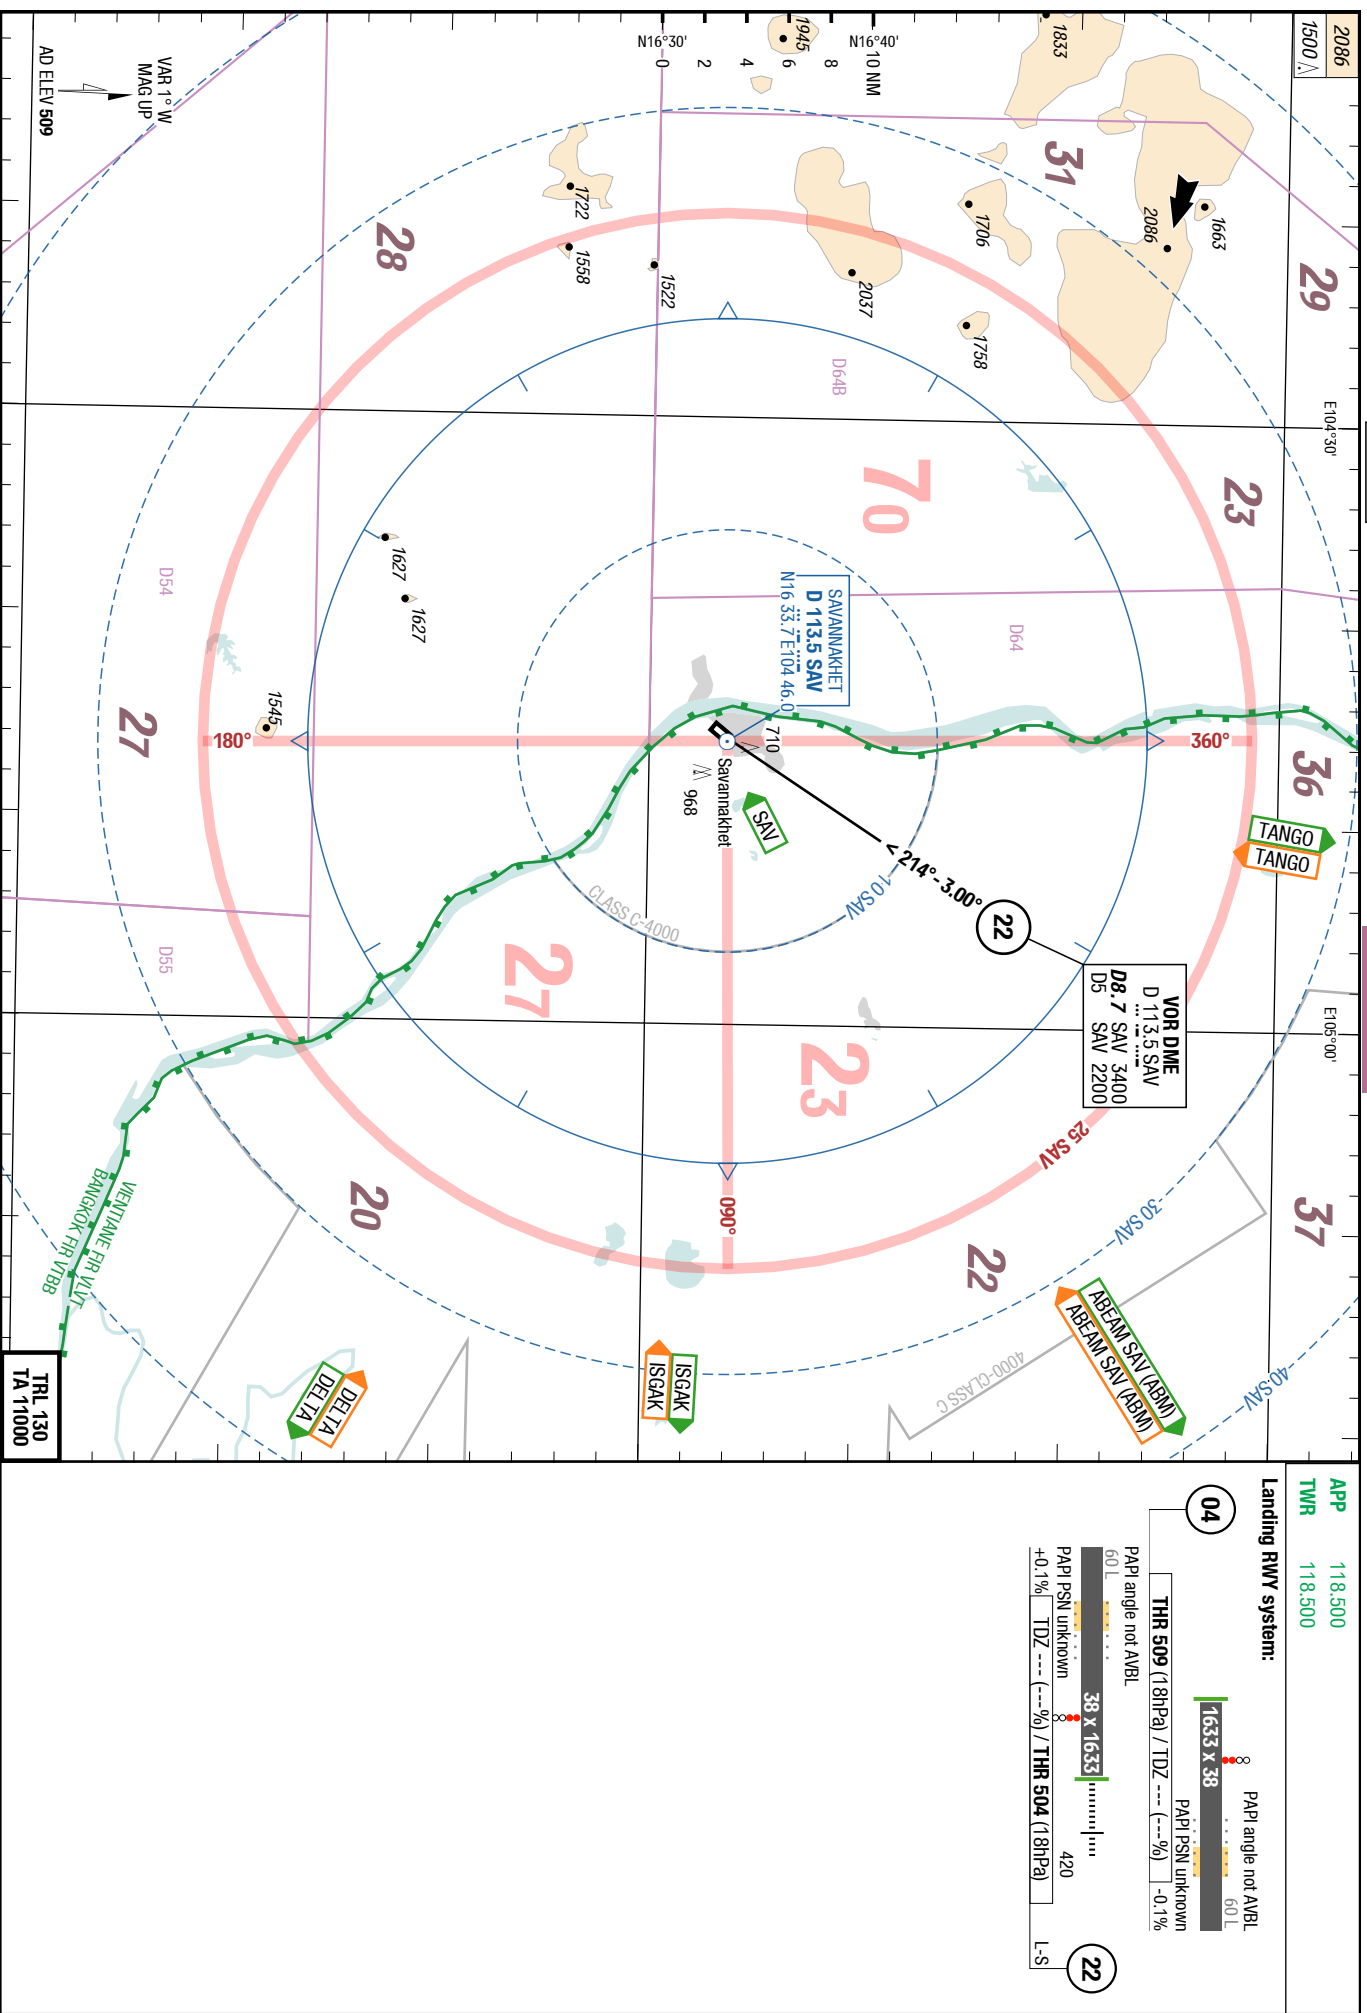 2086
1500
29
1833
31
1663
2086
1945
1706
2037
1758
1722
1558
1522
28
N16°40'
N16°30'
10 NM
8
6
4
2
0
VAR 1° W
MAG UP
AD ELEV 509
E104°30'
D64B
23
70
1627
1627
D54
D64
SAVANNAKHET
D 113.5 SAV
N16 33.7 E104 46.0
1545
27
180°
360°
36
710
Savannakhet
968
SAV
TANGO
TANGO
< 214° - 3.00°
22
10 SAV
CLASS C-4000
D55
27
23
E105°00'
VOR DME
D 113.5 SAV
D8.7 SAV 3400
D5 SAV 2200
25 SAV
090°
20
22
37
30 SAV
40 SAV
ABEAM SAV (ABM)
ABEAM SAV (ABM)
4000-CLASS C
ISGAK
ISGAK
DELTA
DELTA
VIENTIANE FIR VLVT
BANGKOK FIR VTBB
TRL 130
TA 11000
APP 118.500
TWR 118.500
Landing RWY system:
04
PAPI angle not AVBL
60 L
1633 x 38
PAPI PSN unknown
THR 509 (18hPa) / TDZ --- (---%)
-0.1%
PAPI angle not AVBL
60 L
38 x 1633
420
PAPI PSN unknown
+0.1%
TDZ --- (---%) / THR 504 (18hPa)
L-S
22